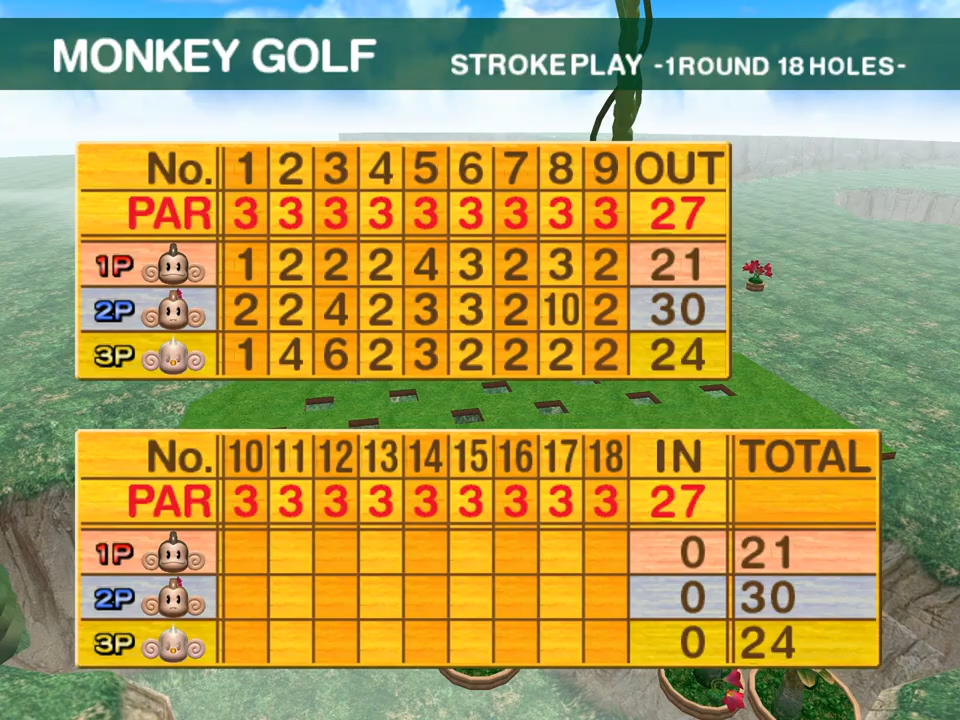 MONKEY GOLF STROKE PLAY -1 ROUND 18 HOLES-
No. 1 2 3 4 5 6 7 8 9 OUT
PAR 3 3 3 3 3 3 3 3 3 27
1P 1 2 2 2 4 3 2 3 2 21
2P 2 2 4 2 3 3 2 10 2 30
3P 1 4 6 2 3 2 2 2 2 24
No. 10 11 12 13 14 15 16 17 18 IN TOTAL
PAR 3 3 3 3 3 3 3 3 3 27
1P 0 21
2P 0 30
3P 0 24